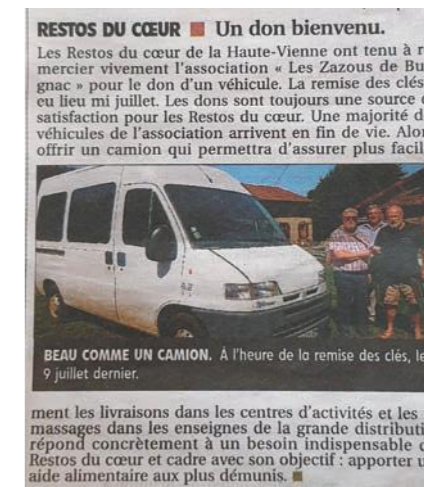 RESTOS DU CŒUR ■ Un don bienvenu.
Les Restos du cœur de la Haute-Vienne ont tenu à r
mercier vivement l'association « Les Zazous de Bu
gnac » pour le don d'un véhicule. La remise des clés
eu lieu mi juillet. Les dons sont toujours une source
satisfaction pour les Restos du cœur. Une majorité d
véhicules de l'association arrivent en fin de vie. Alor
offrir un camion qui permettra d'assurer plus facil
BEAU COMME UN CAMION. À l'heure de la remise des clés, le
9 juillet dernier.
ment les livraisons dans les centres d'activités et les
massages dans les enseignes de la grande distributi
répond concrètement à un besoin indispensable
Restos du cœur et cadre avec son objectif : apporter u
aide alimentaire aux plus démunis. ■